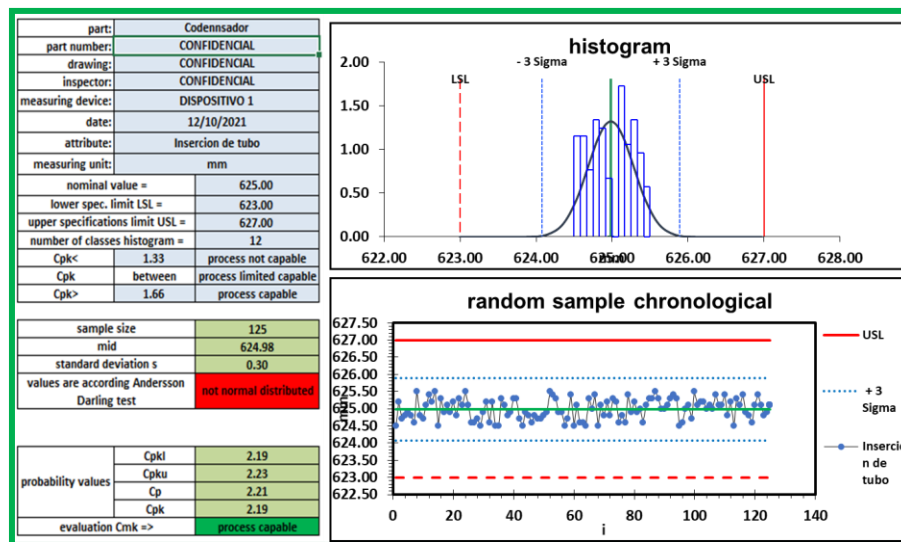 part: Codennsador
part number: CONFIDENCIAL
drawing: CONFIDENCIAL
inspector: CONFIDENCIAL
measuring device: DISPOSITIVO 1
date: 12/10/2021
attribute: Insercion de tubo
measuring unit: mm
nominal value = 625.00
lower spec. limit LSL = 623.00
upper specifications limit USL = 627.00
number of classes histogram = 12
Cpk< 1.33 process not capable
Cpk between process limited capable
Cpk> 1.66 process capable
sample size 125
mid 624.98
standard deviation s 0.30
values are according Andersson
Darling test
not normal distributed
probability values
Cpkl 2.19
Cpku 2.23
Cp 2.21
Cpk 2.19
evaluation Cmk => process capable
histogram
- 3 Sigma + 3 Sigma
LSL USL
2.00
1.50
1.00
0.50
0.00
622.00 623.00 624.00 625.00 626.00 627.00 628.00
mm
random sample chronological
627.50
627.00
626.50
626.00
625.50
625.00
624.50
624.00
623.50
623.00
622.50
mm
0 20 40 60 80 100 120 140
i
USL
+ 3
Sigma
Insercio
n de
tubo